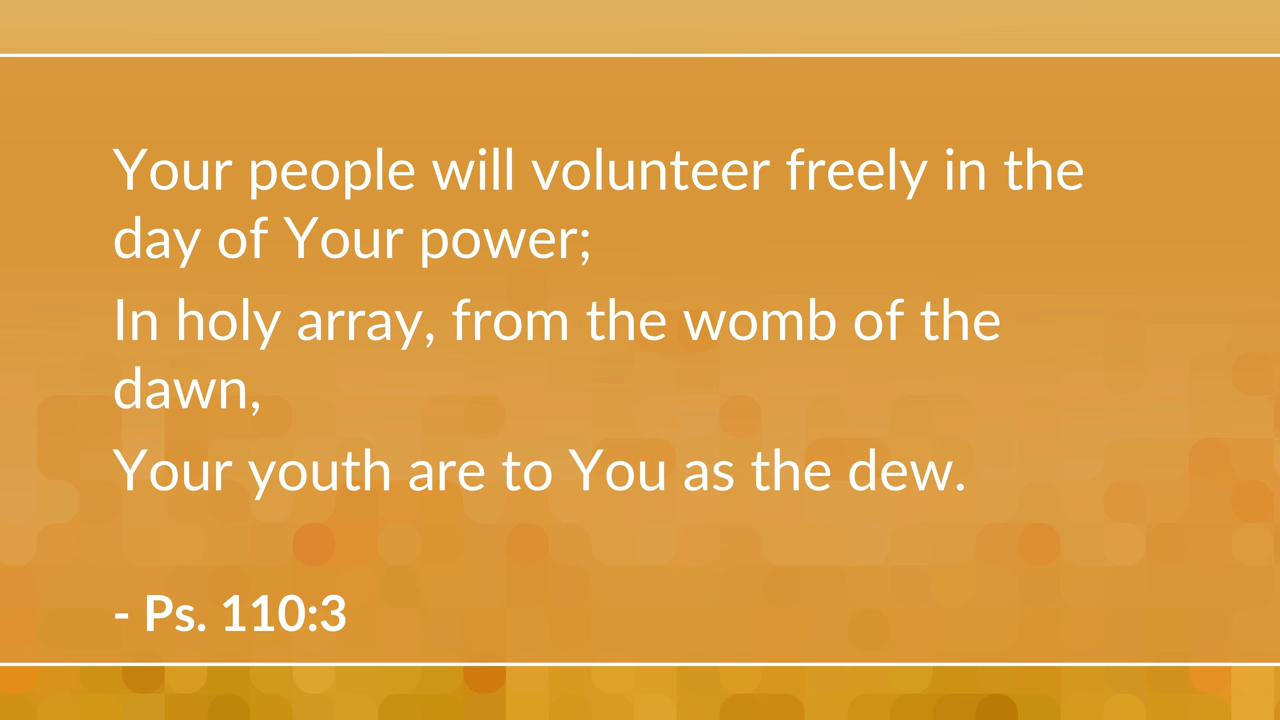 Your people will volunteer freely in the
day of Your power;
In holy array, from the womb of the
dawn,
Your youth are to You as the dew.
- Ps. 110:3